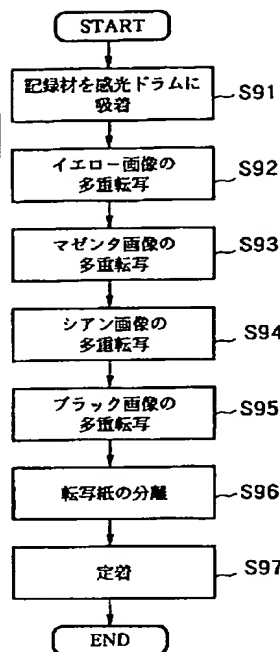 START
記録材を感光ドラムに
吸着
S91
イエロー画像の
多重転写
S92
マゼンタ画像の
多重転写
S93
シアン画像の
多重転写
S94
ブラック画像の
多重転写
S95
転写紙の分離
S96
定着
S97
END